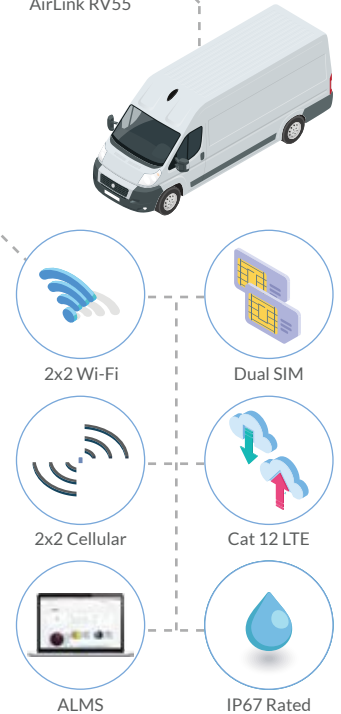 AirLink RV55
2x2 Wi-Fi
Dual SIM
2x2 Cellular
Cat 12 LTE
ALMS
IP67 Rated